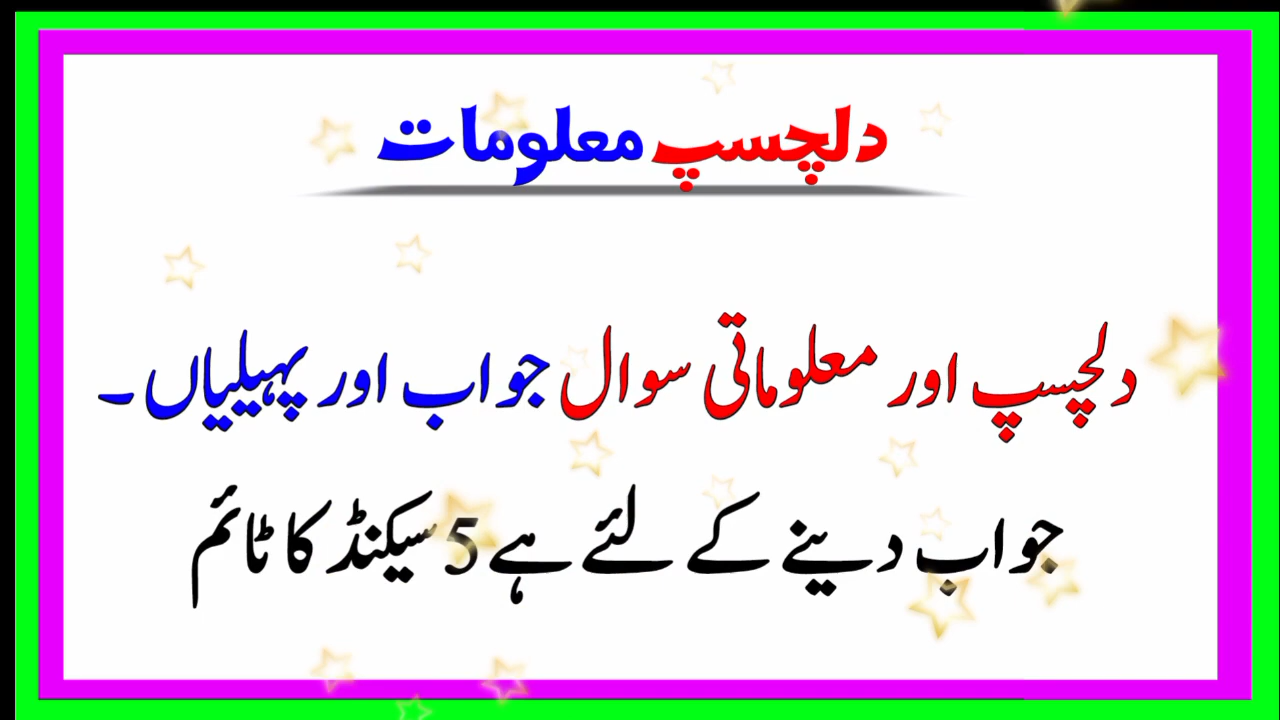 دلچسپ معلومات
دلچسپ اور معلوماتی سوال جواب اور پہیلیاں ۔
جواب دینے کے لئے ہے 5 سیکنڈ کا ٹائم